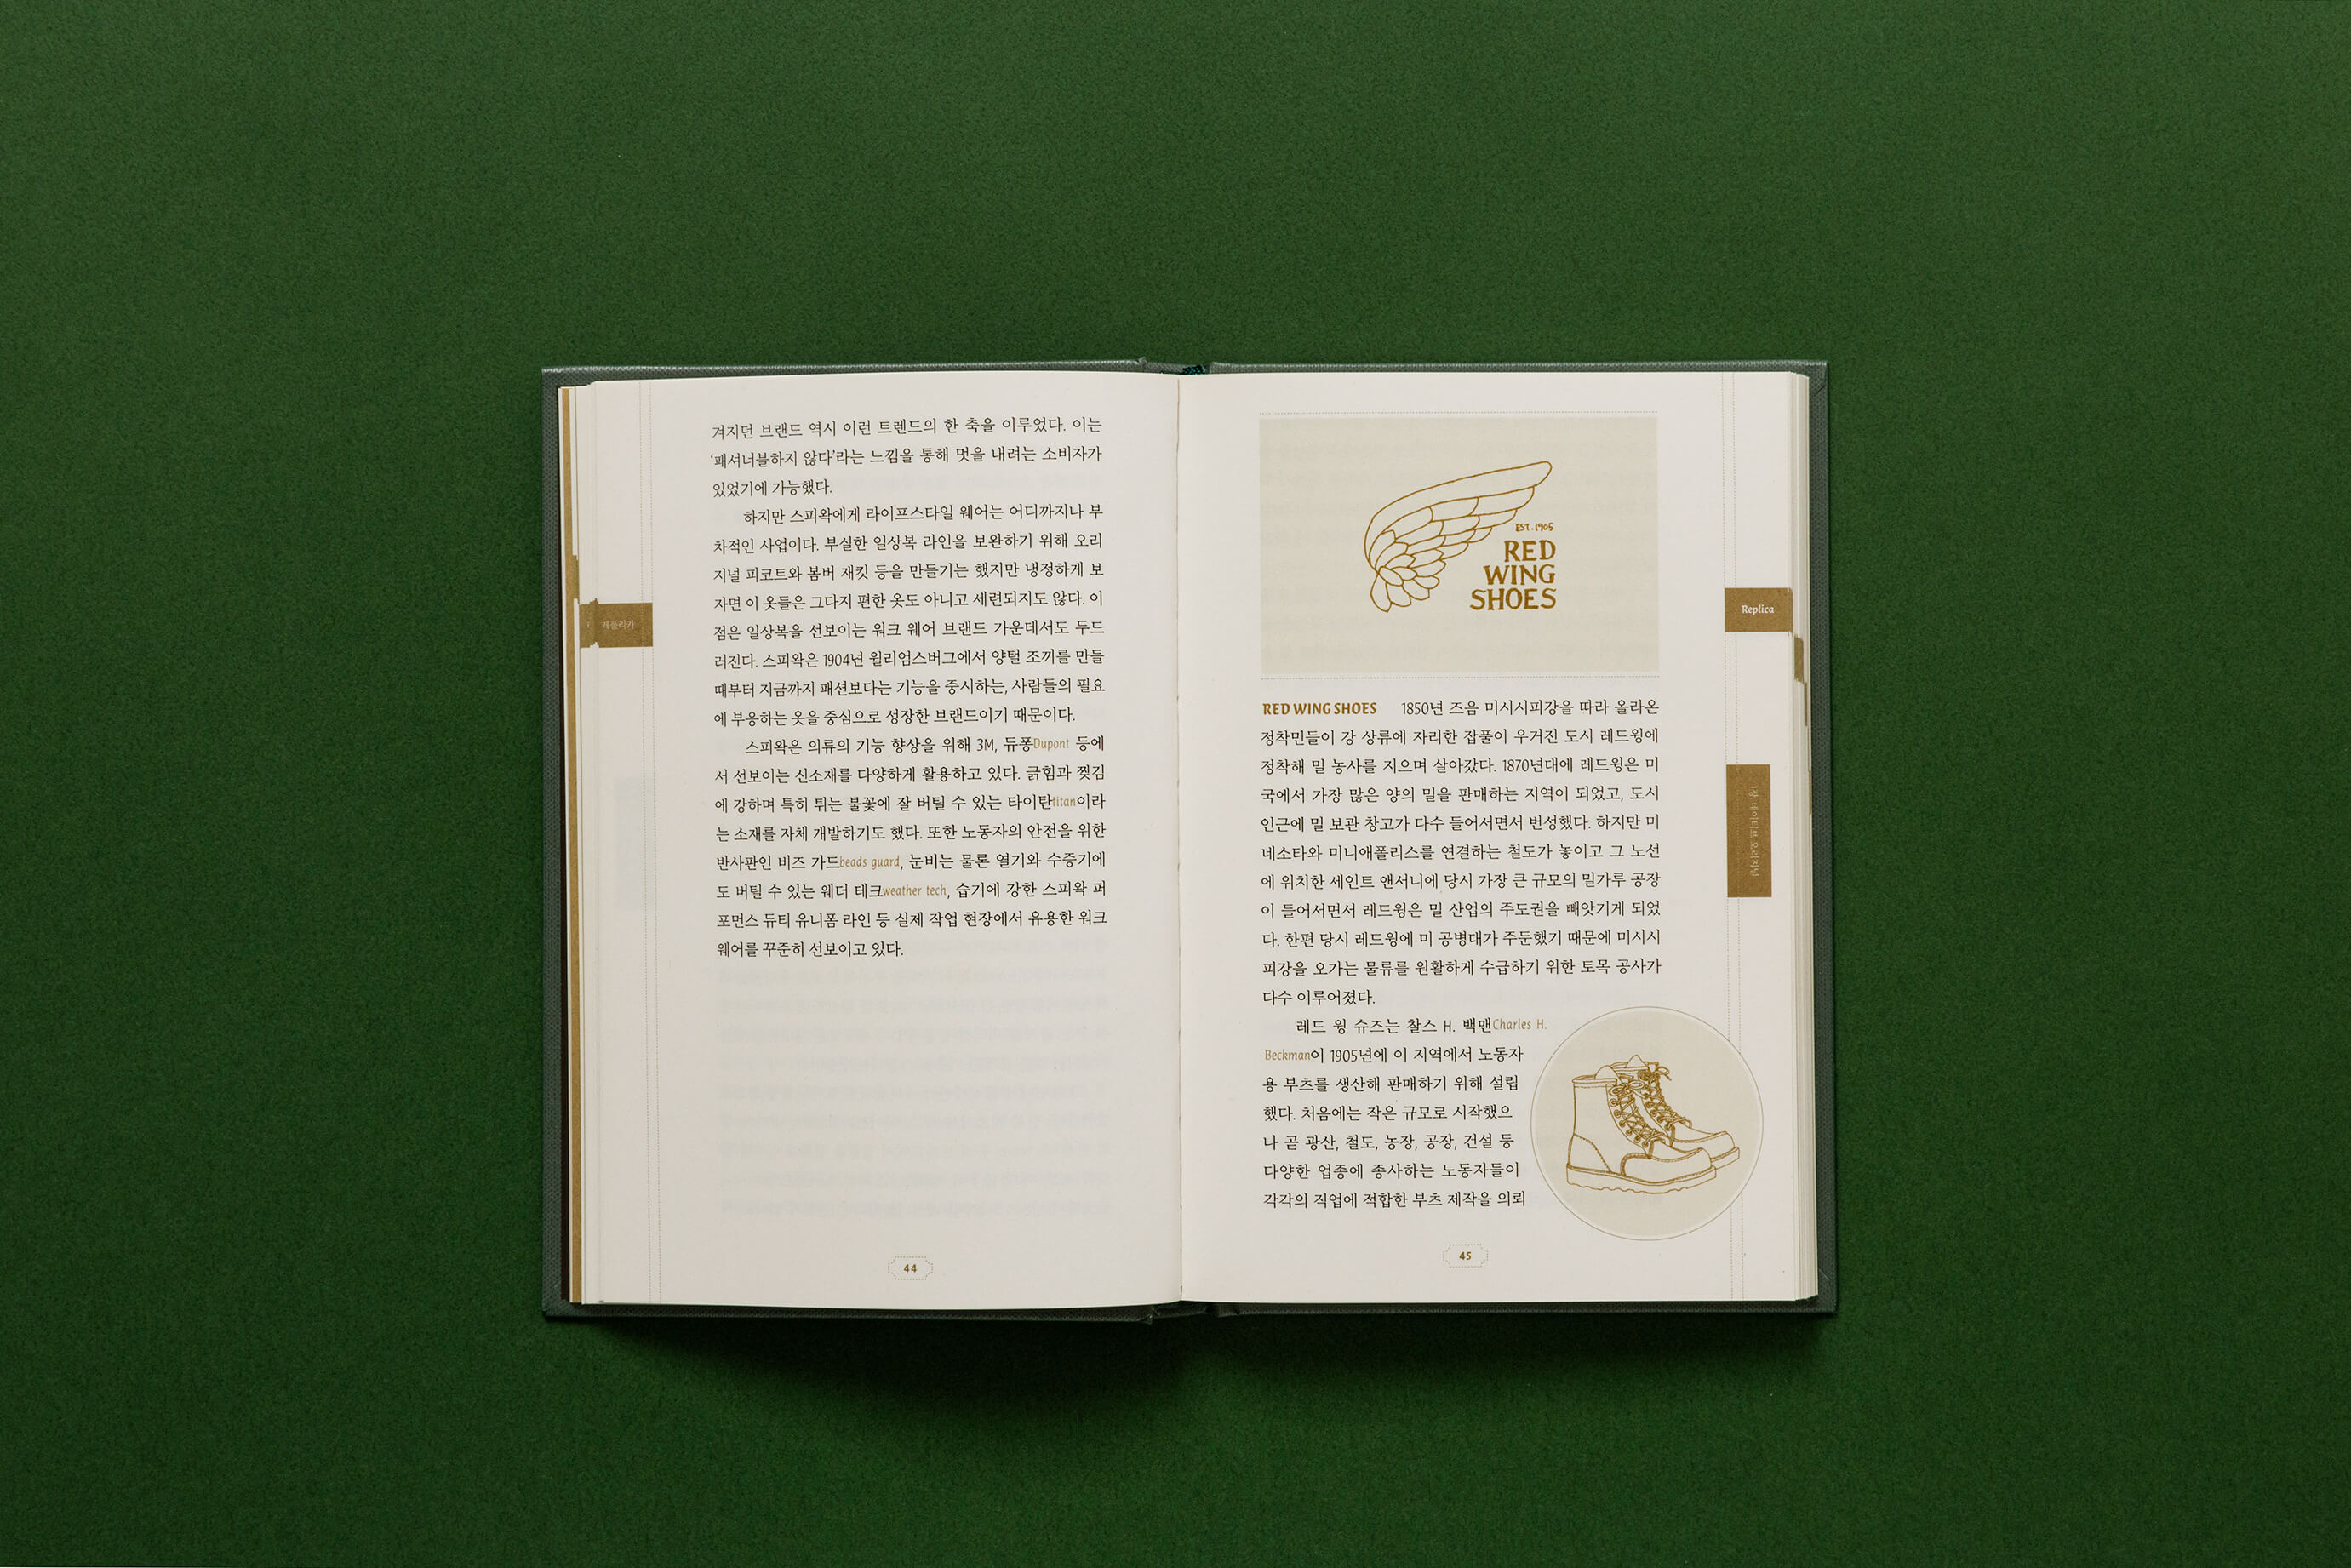 겨지던 브랜드 역시 이런 트렌드의 한 축을 이루었다. 이는
‘패셔너블하지 않다’라는 느낌을 통해 멋을 내려는 소비자가
있었기에 가능했다.
하지만 스피왁에게 라이프스타일 웨어는 어디까지나 부
차적인 사업이다. 부실한 일상복 라인을 보완하기 위해 오리
지널 피코트와 봄버 재킷 등을 만들기는 했지만 냉정하게 보
자면 이 옷들은 그다지 편한 옷도 아니고 세련되지도 않다. 이
점은 일상복을 선보이는 워크 웨어 브랜드 가운데서도 두드
러진다. 스피왁은 1904년 윌리엄스버그에서 양털 조끼를 만들
때부터 지금까지 패션보다는 기능을 중시하는, 사람들의 필요
에 부응하는 옷을 중심으로 성장한 브랜드이기 때문이다.
스피왁은 의류의 기능 향상을 위해 3M, 듀퐁Dupont 등에
서 선보이는 신소재를 다양하게 활용하고 있다. 긁힘과 찢김
에 강하며 특히 튀는 불꽃에 잘 버틸 수 있는 타이탄titan이라
는 소재를 자체 개발하기도 했다. 또한 노동자의 안전을 위한
반사판인 비즈 가드beads guard, 눈비는 물론 열기와 수증기에
도 버틸 수 있는 웨더 테크weather tech, 습기에 강한 스피왁 퍼
포먼스 듀티 유니폼 라인 등 실제 작업 현장에서 유용한 워크
웨어를 꾸준히 선보이고 있다.
레플리카
44
EST. 1905
RED
WING
SHOES
RED WING SHOES 1850년 즈음 미시시피강을 따라 올라온
정착민들이 강 상류에 자리한 잡풀이 우거진 도시 레드윙에
정착해 밀 농사를 지으며 살아갔다. 1870년대에 레드윙은 미
국에서 가장 많은 양의 밀을 판매하는 지역이 되었고, 도시
인근에 밀 보관 창고가 다수 들어서면서 번성했다. 하지만 미
네소타와 미니애폴리스를 연결하는 철도가 놓이고 그 노선
에 위치한 세인트 앤서니에 당시 가장 큰 규모의 밀가루 공장
이 들어서면서 레드윙은 밀 산업의 주도권을 빼앗기게 되었
다. 한편 당시 레드윙에 미 공병대가 주둔했기 때문에 미시시
피강을 오가는 물류를 원활하게 수급하기 위한 토목 공사가
다수 이루어졌다.
레드 윙 슈즈는 찰스 H. 백맨Charles H.
Beckman이 1905년에 이 지역에서 노동자
용 부츠를 생산해 판매하기 위해 설립
했다. 처음에는 작은 규모로 시작했으
나 곧 광산, 철도, 농장, 공장, 건설 등
다양한 업종에 종사하는 노동자들이
각각의 직업에 적합한 부츠 제작을 의뢰
Replica
1장 네이티브 오리지널
45